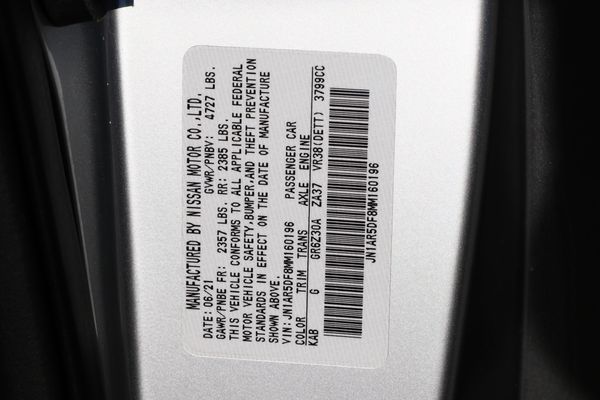 MANUFACTURED BY NISSAN MOTOR CO.,LTD.
DATE: 06/21 GVWR/PNBV: 4727 LBS.
GAWR/PNBE FR: 2357 LBS. RR: 2385 LBS.
THIS VEHICLE CONFORMS TO ALL APPLICABLE FEDERAL
MOTOR VEHICLE SAFETY,BUMPER,AND THEFT PREVENTION
STANDARDS IN EFFECT ON THE DATE OF MANUFACTURE
SHOWN ABOVE.
VIN: JN1AR5DF8MM160196 PASSENGER CAR
COLOR TRIM TRANS AXLE ENGINE
KAB G GR6Z30A ZA37 VR38(DETT) 3799CC
JN1AR5DF8MM160196